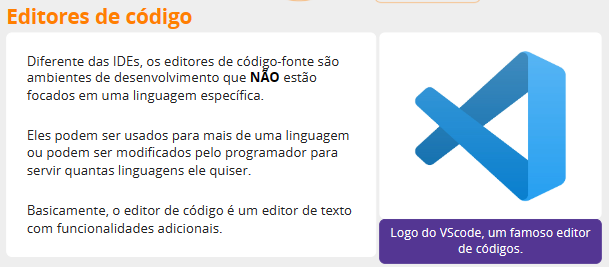 Editores de código
Diferente das IDEs, os editores de código-fonte são
ambientes de desenvolvimento que NÃO estão
focados em uma linguagem específica.
Eles podem ser usados para mais de uma linguagem
ou podem ser modificados pelo programador para
servir quantas linguagens ele quiser.
Basicamente, o editor de código é um editor de texto
com funcionalidades adicionais.
Logo do VScode, um famoso editor
de códigos.